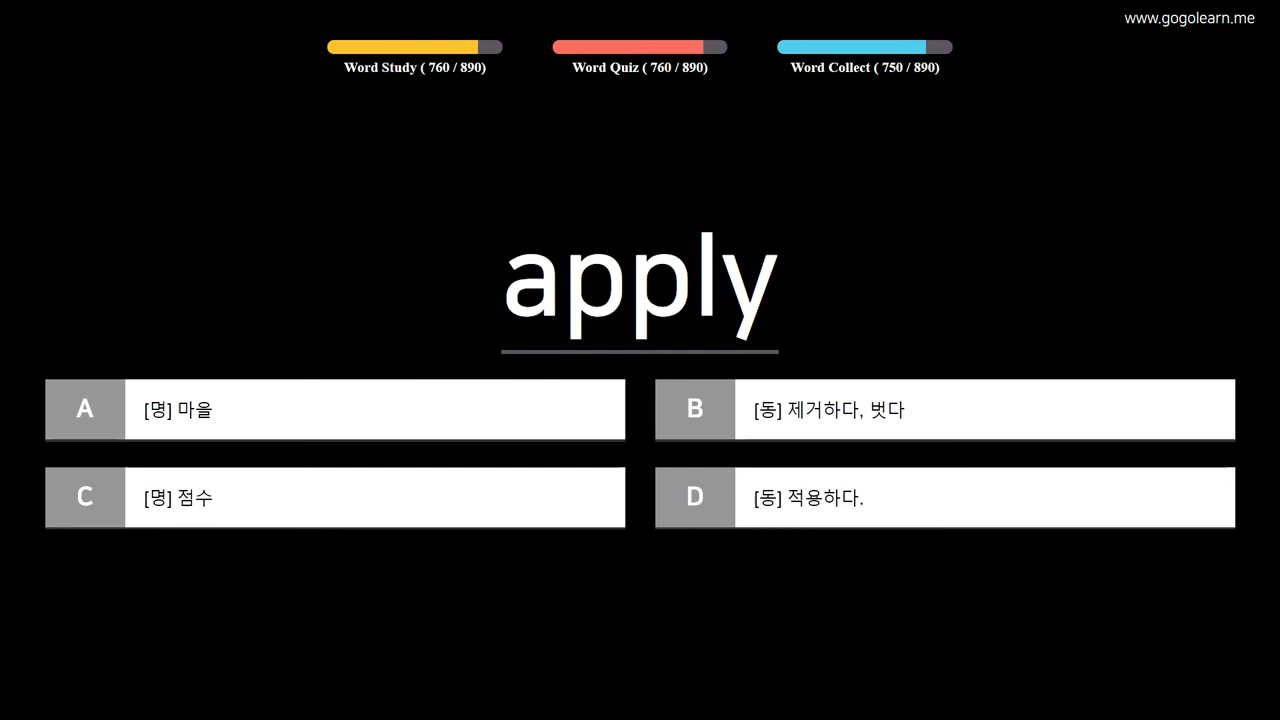 www.gogolearn.me
Word Study ( 760 / 890)
Word Quiz ( 760 / 890)
Word Collect ( 750 / 890)
apply
A [명] 마을
B [동] 제거하다, 벗다
C [명] 점수
D [동] 적용하다.